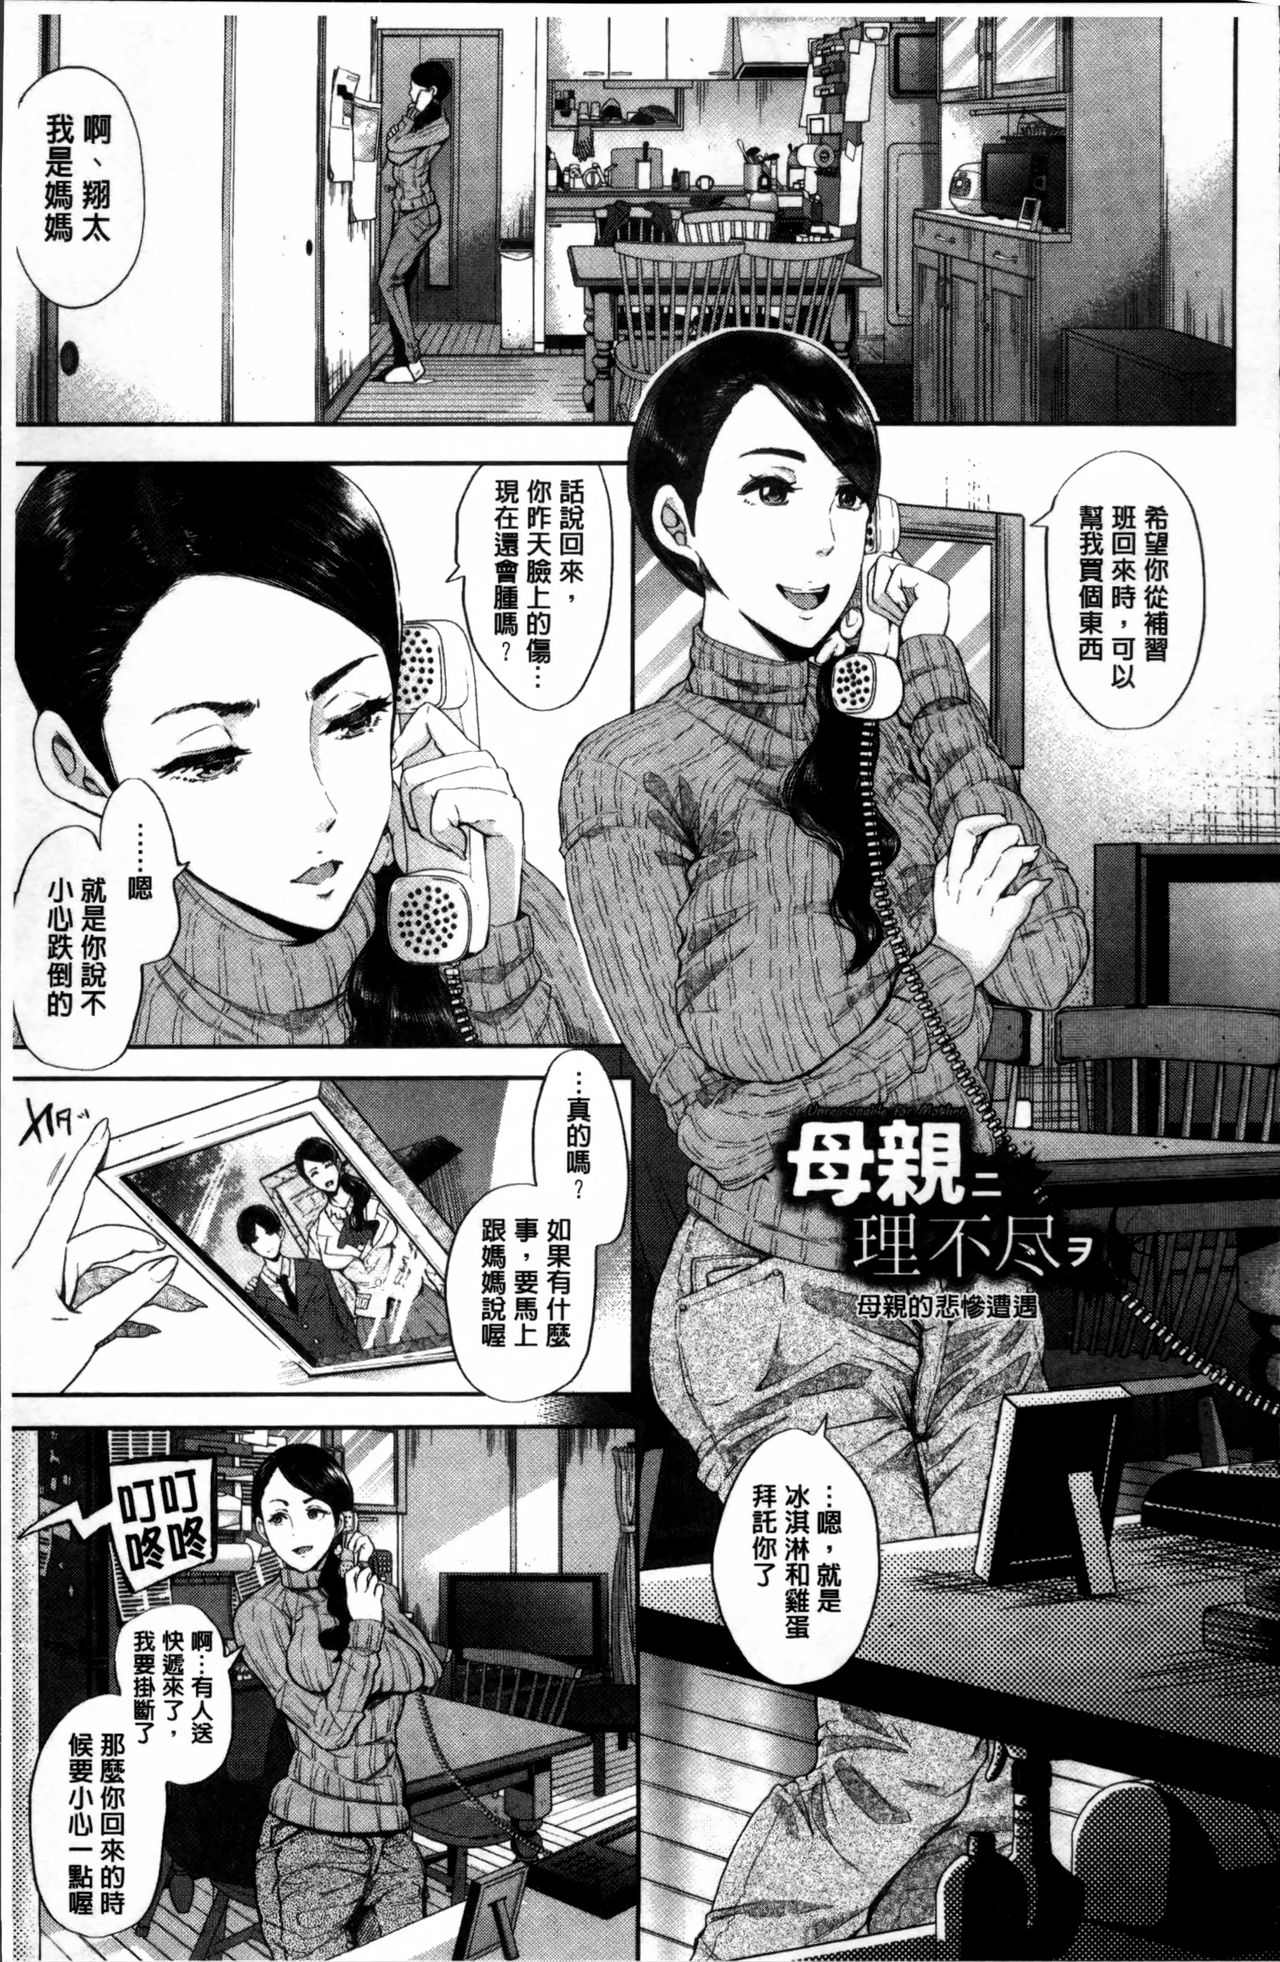 啊、翔太
我是媽媽
希望你從補習
班回來時，可以
幫我買個東西
話說回來，
你昨天臉上的傷…
現在還會腫嗎？
……嗯
就是你說不
小心跌倒的
Unreasonable for Mother
母親ニ
理不尽ヲ
母親的悲慘遭遇
…真的嗎？
如果有什麼
事，要馬上
跟媽媽說喔
…嗯，就是
冰淇淋和雞蛋
拜託你了
叮咚
叮咚
啊…有人送
快遞來了，
我要掛斷了
那麼你回來的時
候要小心一點喔